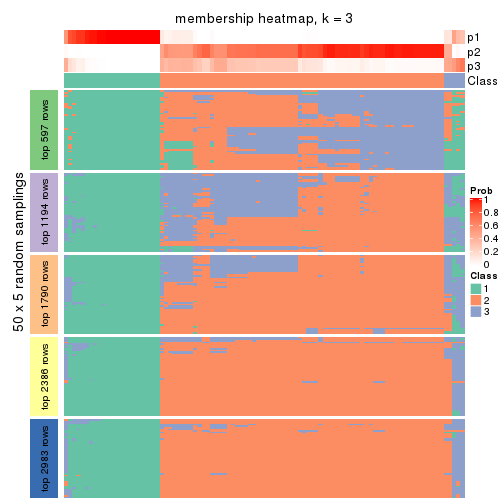 membership heatmap, k = 3
p1
p2
p3
Class
50 x 5 random samplings
top 597 rows
top 1194 rows
top 1790 rows
top 2386 rows
top 2983 rows
Prob
1
0.8
0.6
0.4
0.2
0
Class
1
2
3